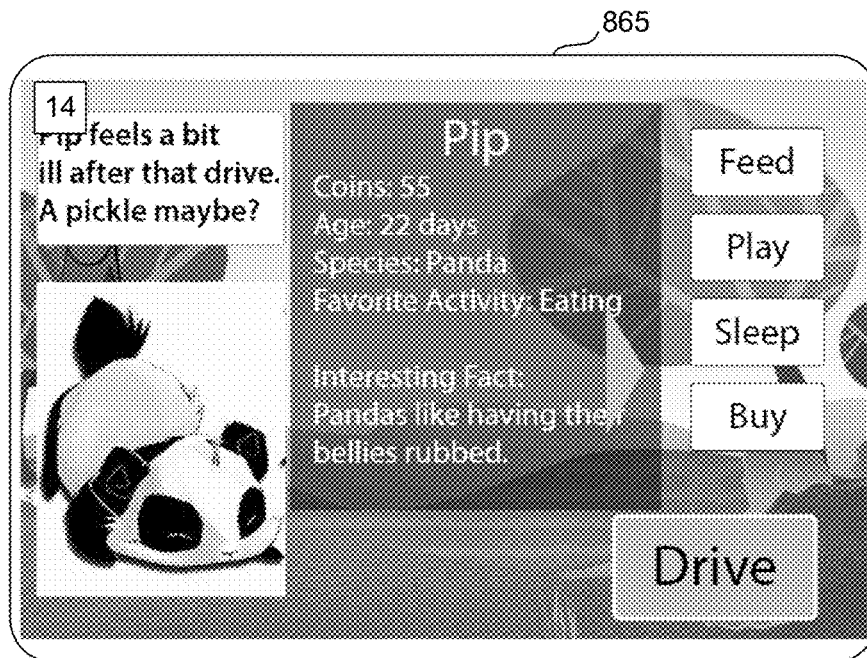 865
14
Pip feels a bit
ill after that drive.
A pickle maybe?
Pip
Coins: 55
Age: 22 days
Species: Panda
Favorite Activity: Eating
Interesting Fact:
Pandas like having their
bellies rubbed.
Feed
Play
Sleep
Buy
Drive